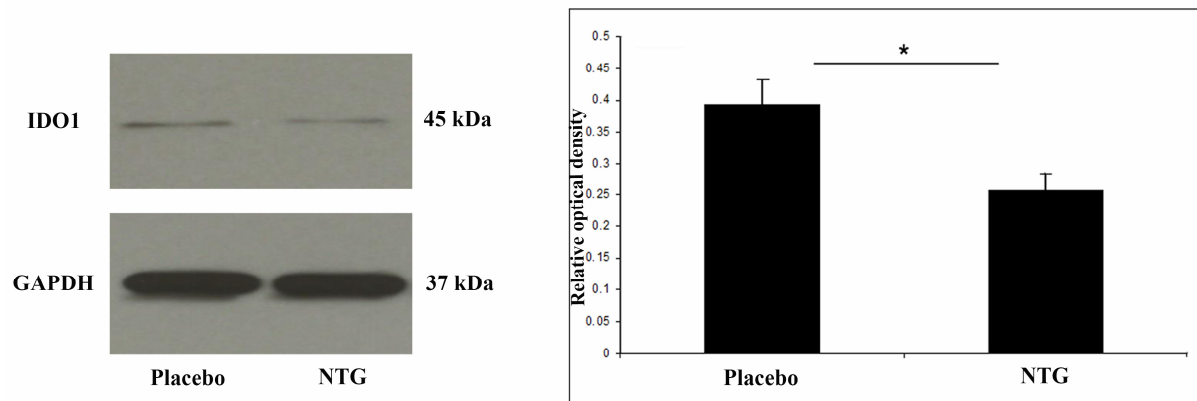 IDO1
45 kDa
GAPDH
37 kDa
Placebo NTG
Relative optical density
0.5
0.45
0.4
0.35
0.3
0.25
0.2
0.15
0.1
0.05
0
*
Placebo
NTG